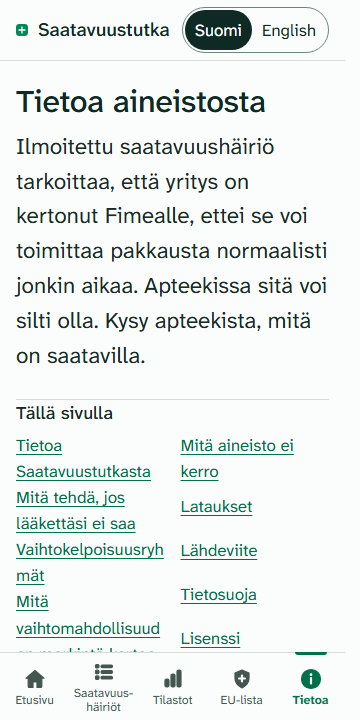 Saatavuustutka
Suomi
English
Tietoa aineistosta
Ilmoitettu saatavuushäiriö
tarkoittaa, että yritys on
kertonut Fimealle, ettei se voi
toimittaa pakkausta normaalisti
jonkin aikaa. Apteekissa sitä voi
silti olla. Kysy apteekista, mitä
on saatavilla.
Tällä sivulla
Tietoa
Saatavuustutkasta
Mitä tehdä, jos
lääkettäsi ei saa
Vaihtokelpoisuusryh
mät
Mitä
vaihtomahdollisuud
Mitä aineisto ei
kerro
Lataukset
Lähdeviite
Tietosuoja
Lisenssi
Etusivu
Saatavuus-
häiriöt
Tilastot
EU-lista
Tietoa